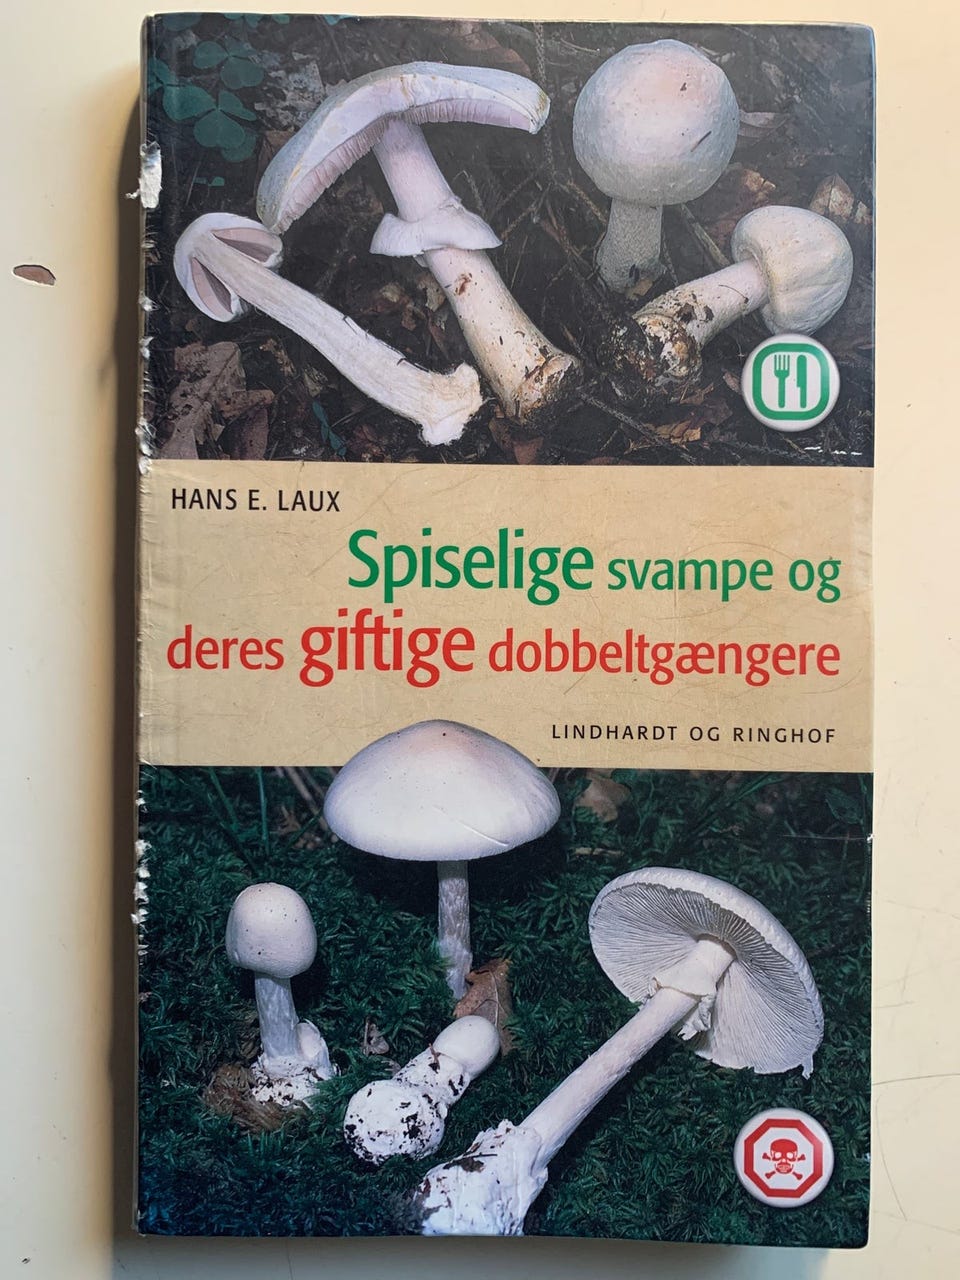 HANS E. LAUX
Spiselige svampe og
deres giftige dobbeltgængere
LINDHARDT OG RINGHOF